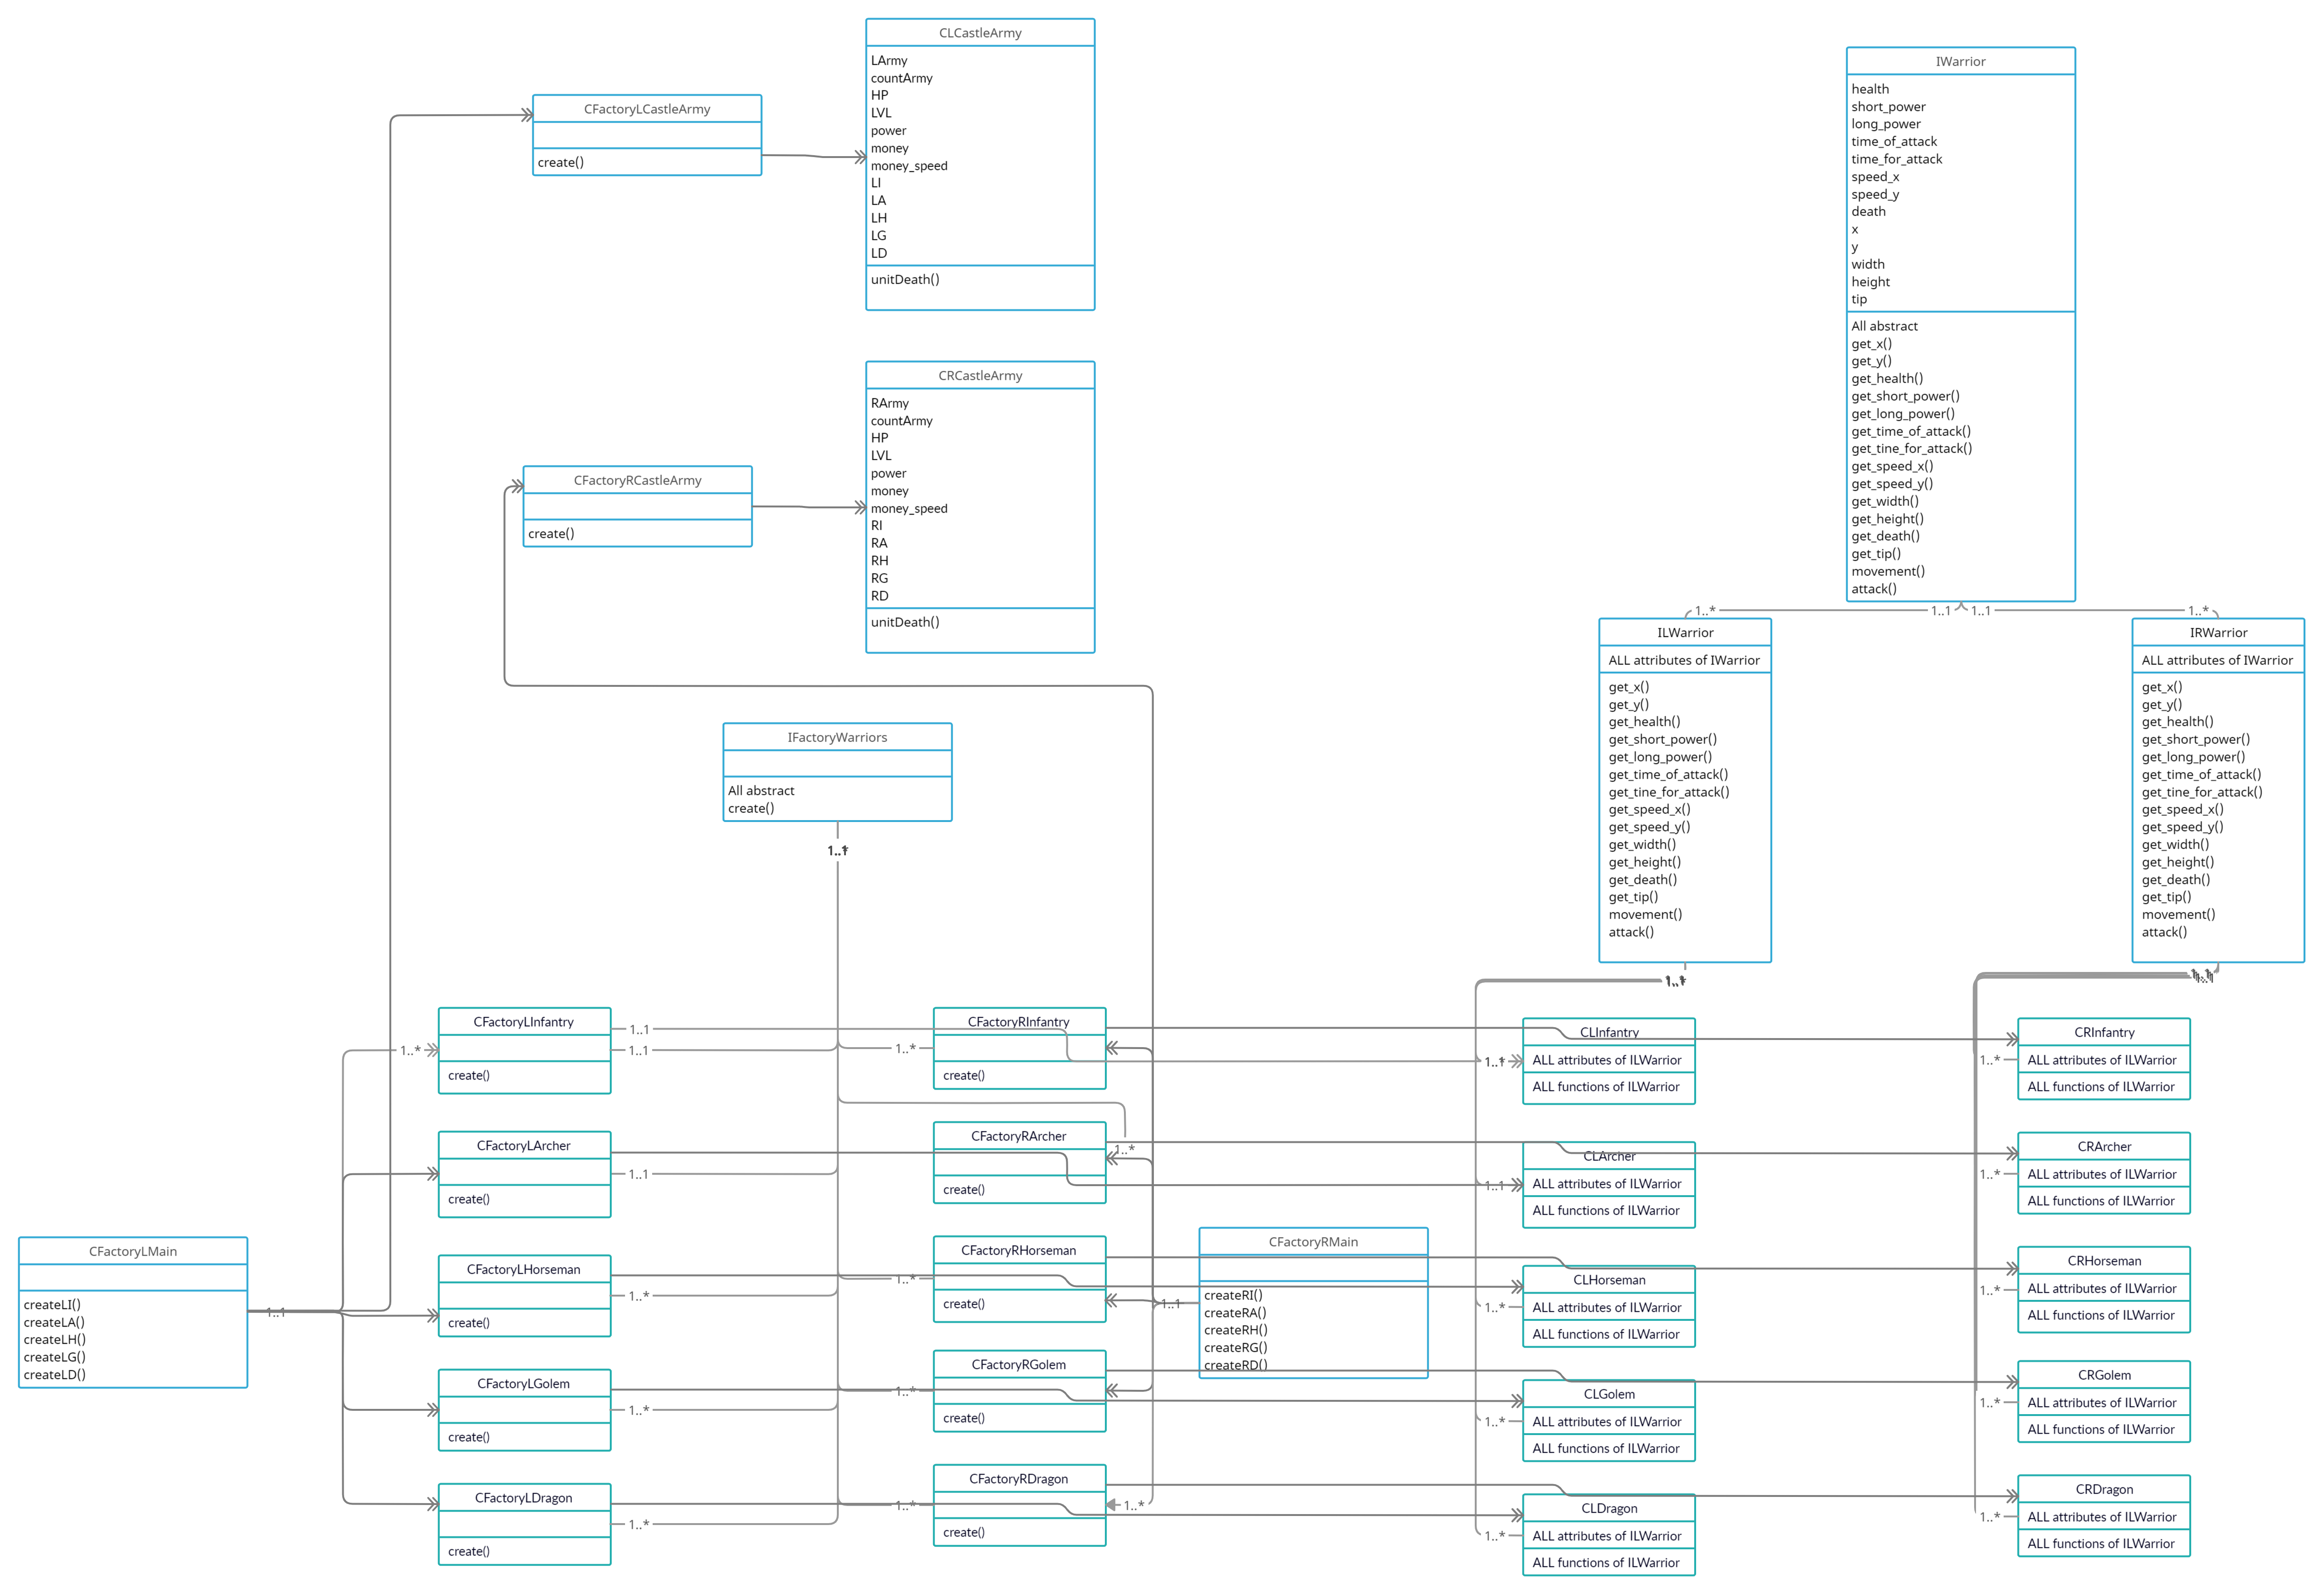 CLCastleArmy
LArmy
countArmy
HP
LVL
power
money
money_speed
LI
LA
LH
LG
LD
unitDeath()
CFactoryLCastleArmy
create()
IWarrior
health
short_power
long_power
time_of_attack
time_for_attack
speed_x
speed_y
death
x
y
width
height
tip
All abstract
get_x()
get_y()
get_health()
get_short_power()
get_long_power()
get_time_of_attack()
get_tine_for_attack()
get_speed_x()
get_speed_y()
get_width()
get_height()
get_death()
get_tip()
movement()
attack()
1..*
1..1
1..1
1..*
CRCastleArmy
RArmy
countArmy
HP
LVL
power
money
money_speed
RI
RA
RH
RG
RD
unitDeath()
CFactoryRCastleArmy
create()
ILWarrior
ALL attributes of IWarrior
get_x()
get_y()
get_health()
get_short_power()
get_long_power()
get_time_of_attack()
get_tine_for_attack()
get_speed_x()
get_speed_y()
get_width()
get_height()
get_death()
get_tip()
movement()
attack()
IRWarrior
ALL attributes of IWarrior
get_x()
get_y()
get_health()
get_short_power()
get_long_power()
get_time_of_attack()
get_tine_for_attack()
get_speed_x()
get_speed_y()
get_width()
get_height()
get_death()
get_tip()
movement()
attack()
IFactoryWarriors
All abstract
create()
CFactoryLInfantry
create()
1..*
1..1
1..1
CFactoryRInfantry
create()
1..*
CLInfantry
ALL attributes of ILWarrior
ALL functions of ILWarrior
CRInfantry
ALL attributes of ILWarrior
ALL functions of ILWarrior
1..*
CFactoryLArcher
create()
1..1
CFactoryRArcher
create()
1..*
CLArcher
ALL attributes of ILWarrior
ALL functions of ILWarrior
1..1
CRArcher
ALL attributes of ILWarrior
ALL functions of ILWarrior
1..*
CFactoryLMain
createLI()
createLA()
createLH()
createLG()
createLD()
1..1
CFactoryLHorseman
create()
1..*
CFactoryRHorseman
create()
1..*
CFactoryRMain
createRI()
createRA()
createRH()
createRG()
createRD()
1..1
CLHorseman
ALL attributes of ILWarrior
ALL functions of ILWarrior
1..*
CRHorseman
ALL attributes of ILWarrior
ALL functions of ILWarrior
1..*
CFactoryLGolem
create()
1..*
CFactoryRGolem
create()
1..*
CLGolem
ALL attributes of ILWarrior
ALL functions of ILWarrior
1..*
CRGolem
ALL attributes of ILWarrior
ALL functions of ILWarrior
1..*
CFactoryLDragon
create()
1..*
CFactoryRDragon
create()
1..*
1..*
CLDragon
ALL attributes of ILWarrior
ALL functions of ILWarrior
1..*
CRDragon
ALL attributes of ILWarrior
ALL functions of ILWarrior
1..*